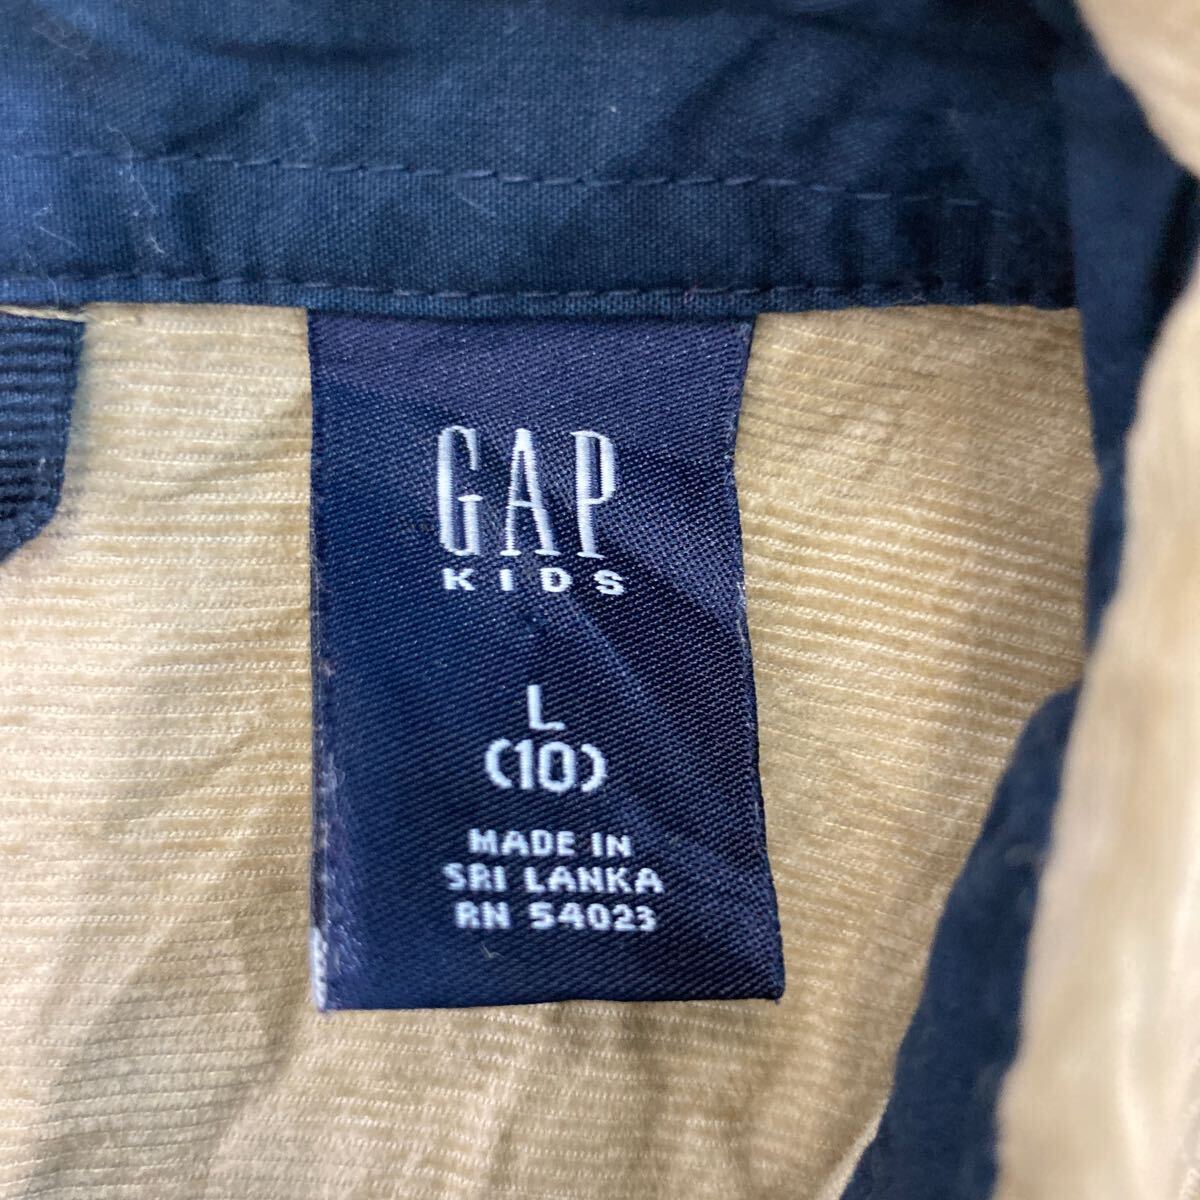 GAP
KIDS
L
(10)
MADE IN
SRI LANKA
RN 54023